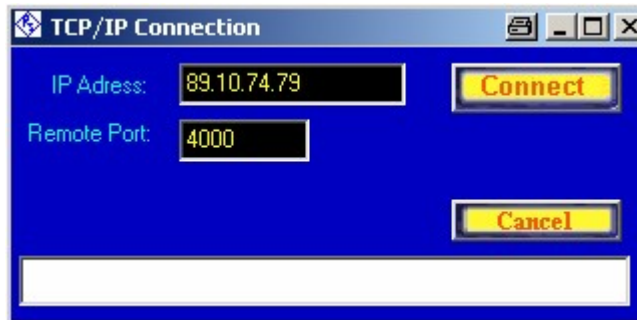 TCP/IP Connection
IP Adress: 89.10.74.79 Connect
Remote Port: 4000
Cancel